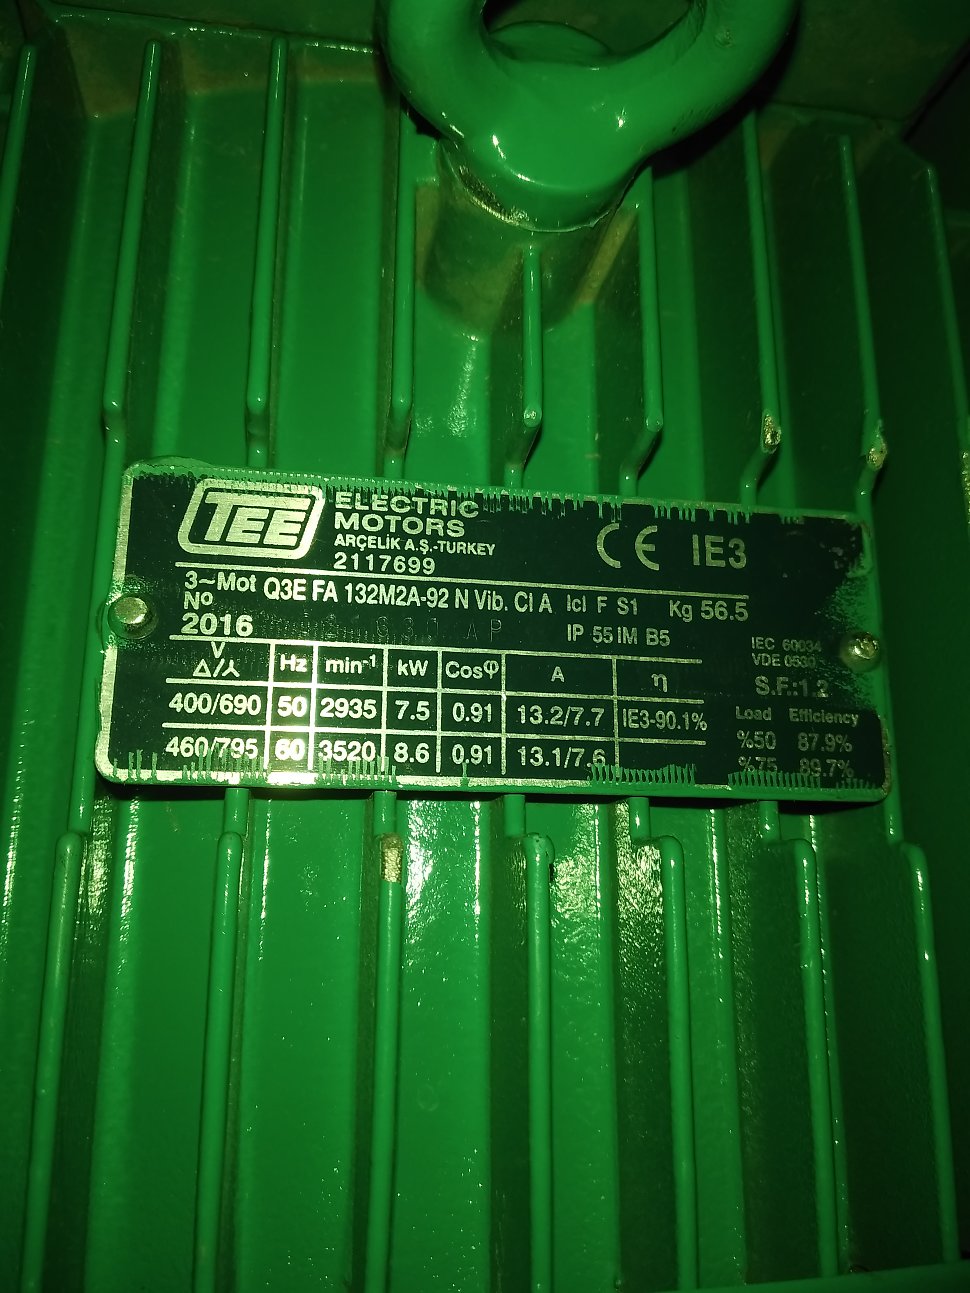 TEE
ELECTRIC
MOTORS
ARÇELİK A.Ş.-TURKEY
2117699
CE IE3
3~Mot Q3E FA 132M2A-92 N Vib. Cl A Icl F S1 Kg 56.5
Nº
2016 IP 55 IM B5
IEC 60034
VDE 0530
S.F.:1.2
V Δ/⅄ Hz min⁻¹ kW Cosφ A η
400/690 50 2935 7.5 0.91 13.2/7.7 IE3-90.1%
460/795 60 3520 8.6 0.91 13.1/7.6
Load Efficiency
%50 87.9%
%75 89.7%